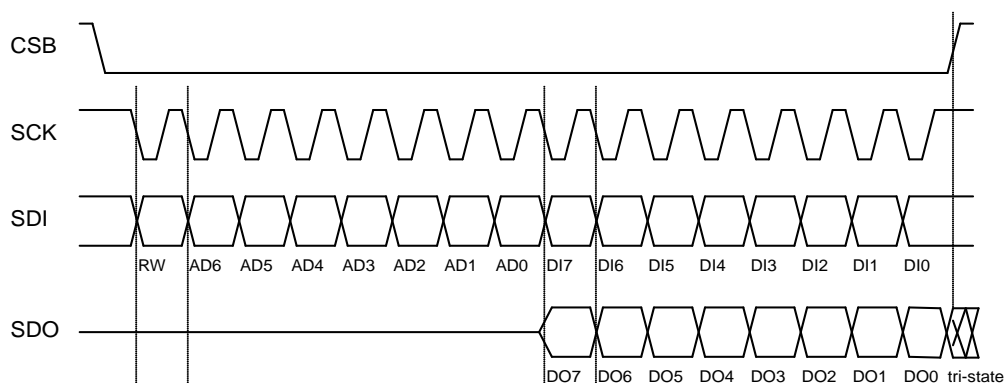 CSB
SCK
SDI
RW AD6 AD5 AD4 AD3 AD2 AD1 AD0 DI7 DI6 DI5 DI4 DI3 DI2 DI1 DI0
SDO
DO7 DO6 DO5 DO4 DO3 DO2 DO1 DO0 tri-state